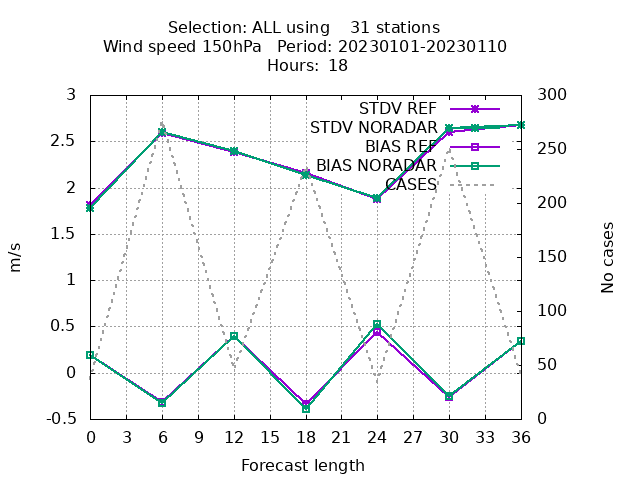 Selection: ALL using 31 stations
Wind speed 150hPa Period: 20230101-20230110
Hours: 18
3
2.5
2
1.5
1
0.5
0
-0.5
m/s
STDV REF
STDV NORADAR
BIAS REF
BIAS NORADAR
CASES
300
250
200
150
100
50
0
No cases
0 3 6 9 12 15 18 21 24 27 30 33 36
Forecast length